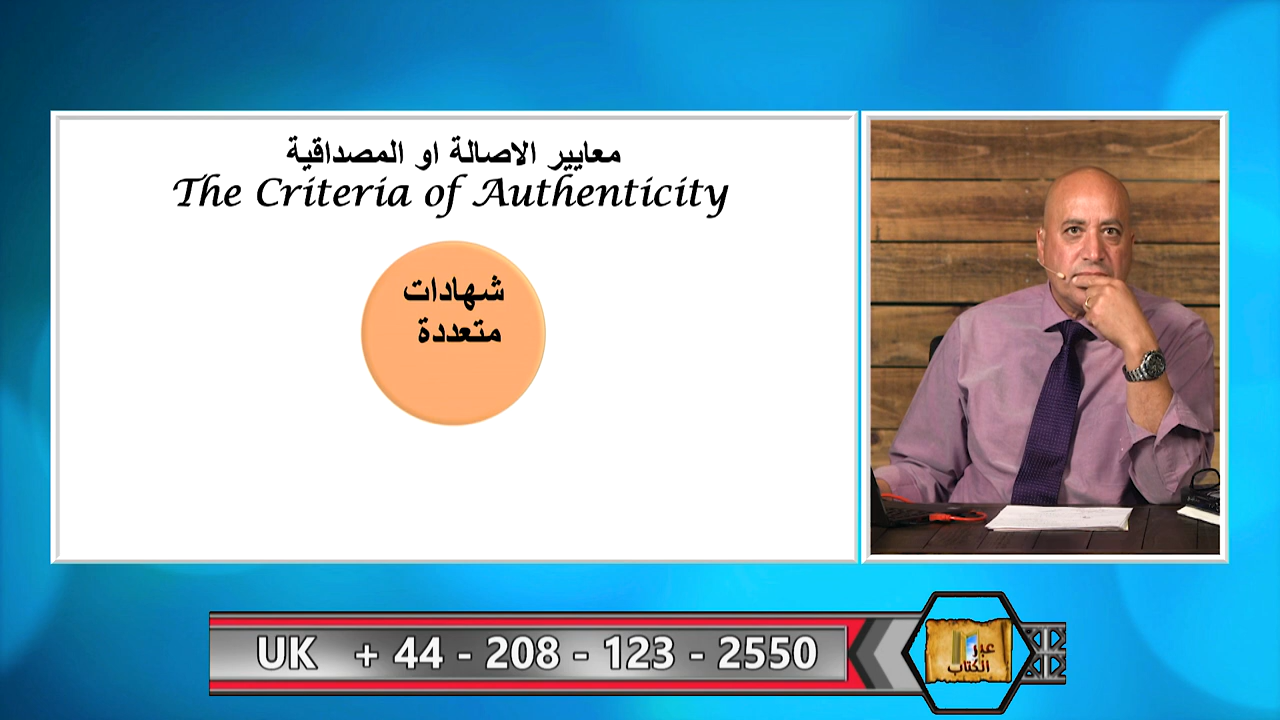 معايير الاصالة او المصداقية
The Criteria of Authenticity
شهادات
متعددة
UK + 44 - 208 - 123 - 2550
عبر
الكتاب